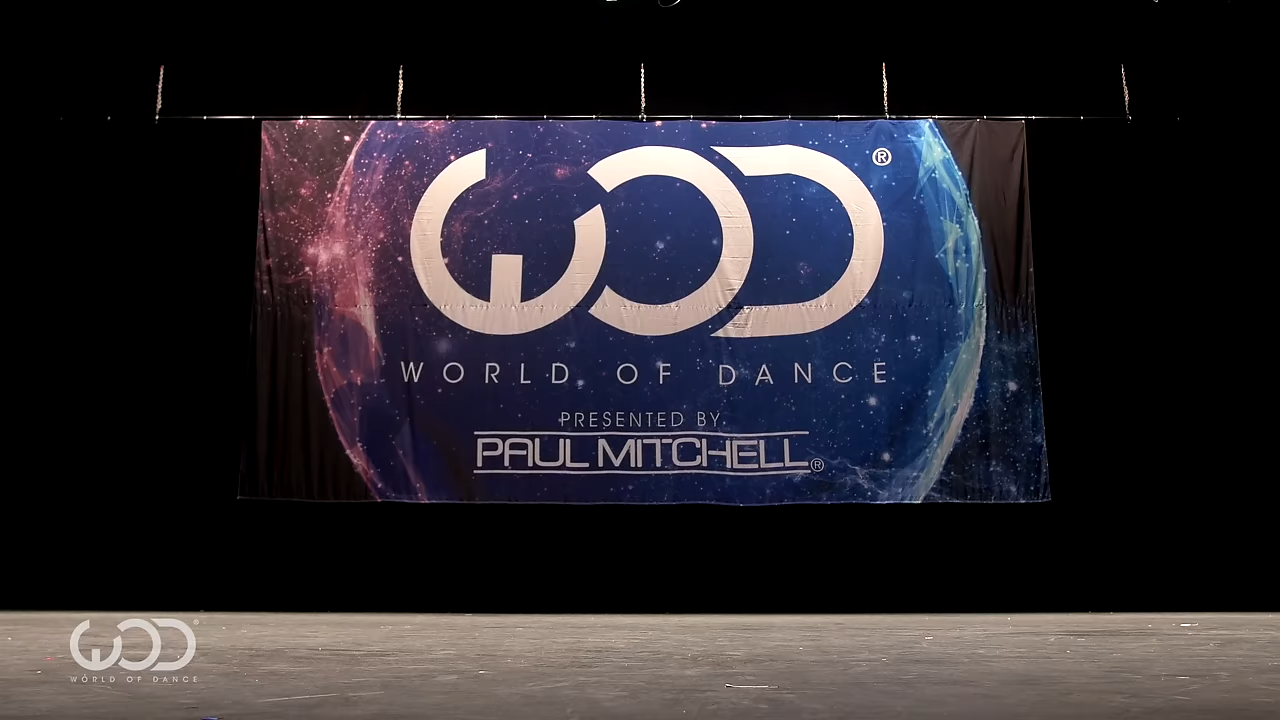 WOD®
WORLD OF DANCE
PRESENTED BY
PAUL MITCHELL®
WOD®
WORLD OF DANCE